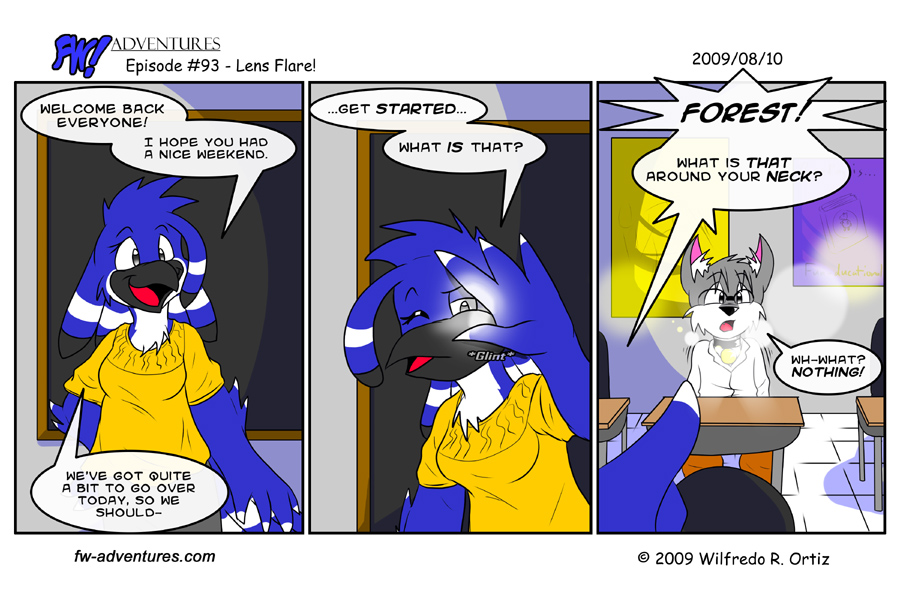 FW! ADVENTURES
Episode #93 - Lens Flare!
2009/08/10
WELCOME BACK
EVERYONE!
I HOPE YOU HAD
A NICE WEEKEND.
WE'VE GOT QUITE
A BIT TO GO OVER
TODAY, SO WE
SHOULD-
...GET STARTED...
WHAT IS THAT?
*Glint*
FOREST!
WHAT IS THAT
AROUND YOUR NECK?
WH-WHAT?
NOTHING!
fw-adventures.com
© 2009 Wilfredo R. Ortiz